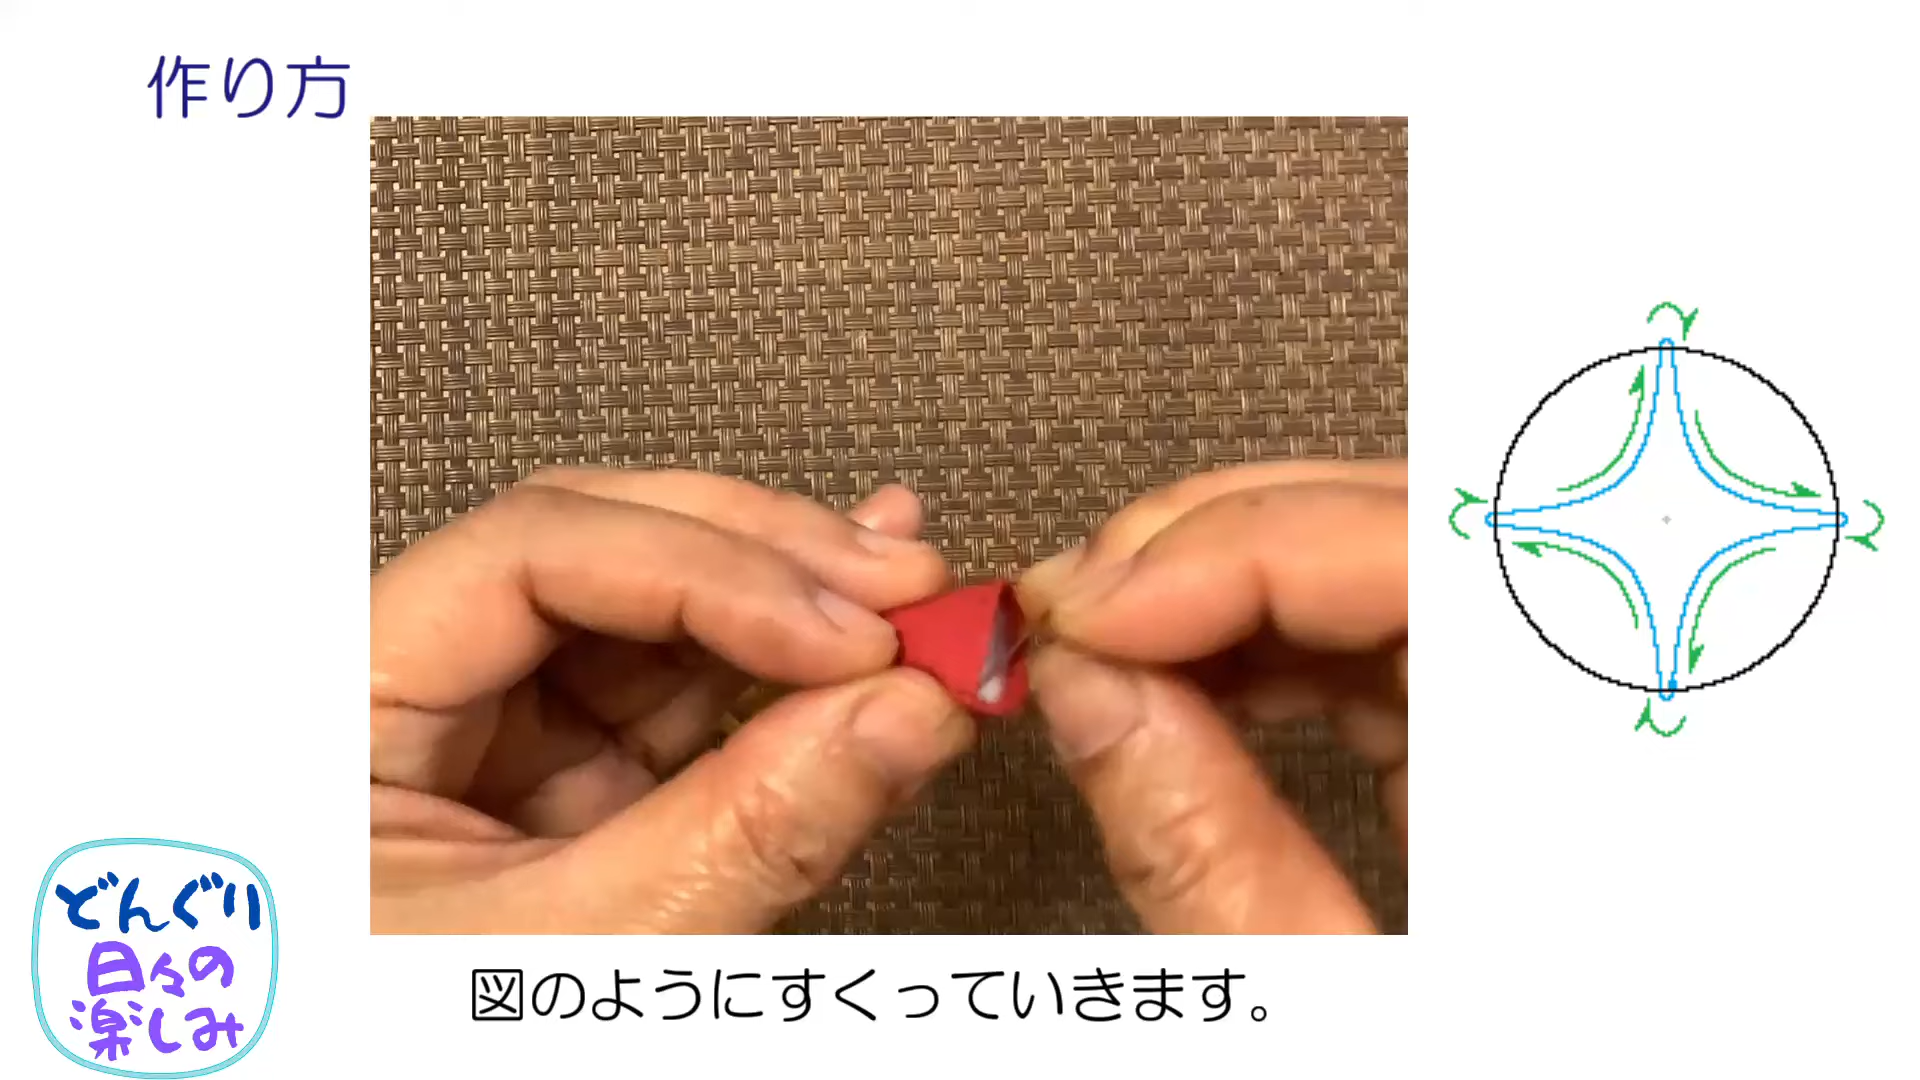 作り方
図のようにすくっていきます。
どんぐり
日々の
楽しみ